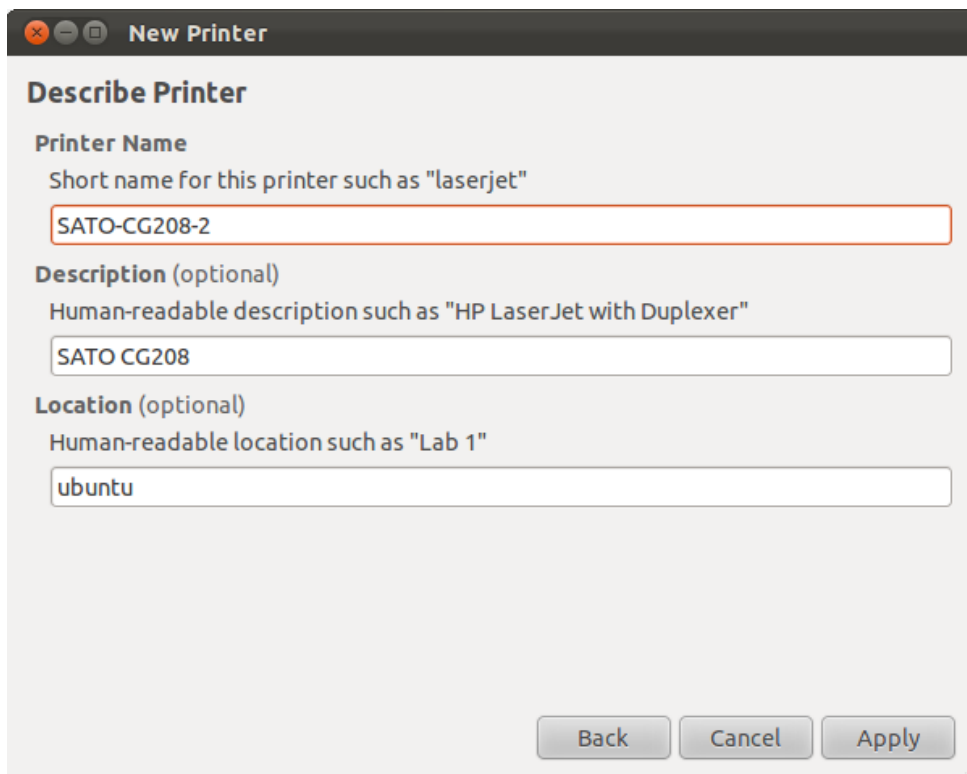 New Printer
Describe Printer
Printer Name
Short name for this printer such as "laserjet"
SATO-CG208-2
Description (optional)
Human-readable description such as "HP LaserJet with Duplexer"
SATO CG208
Location (optional)
Human-readable location such as "Lab 1"
ubuntu
Back Cancel Apply